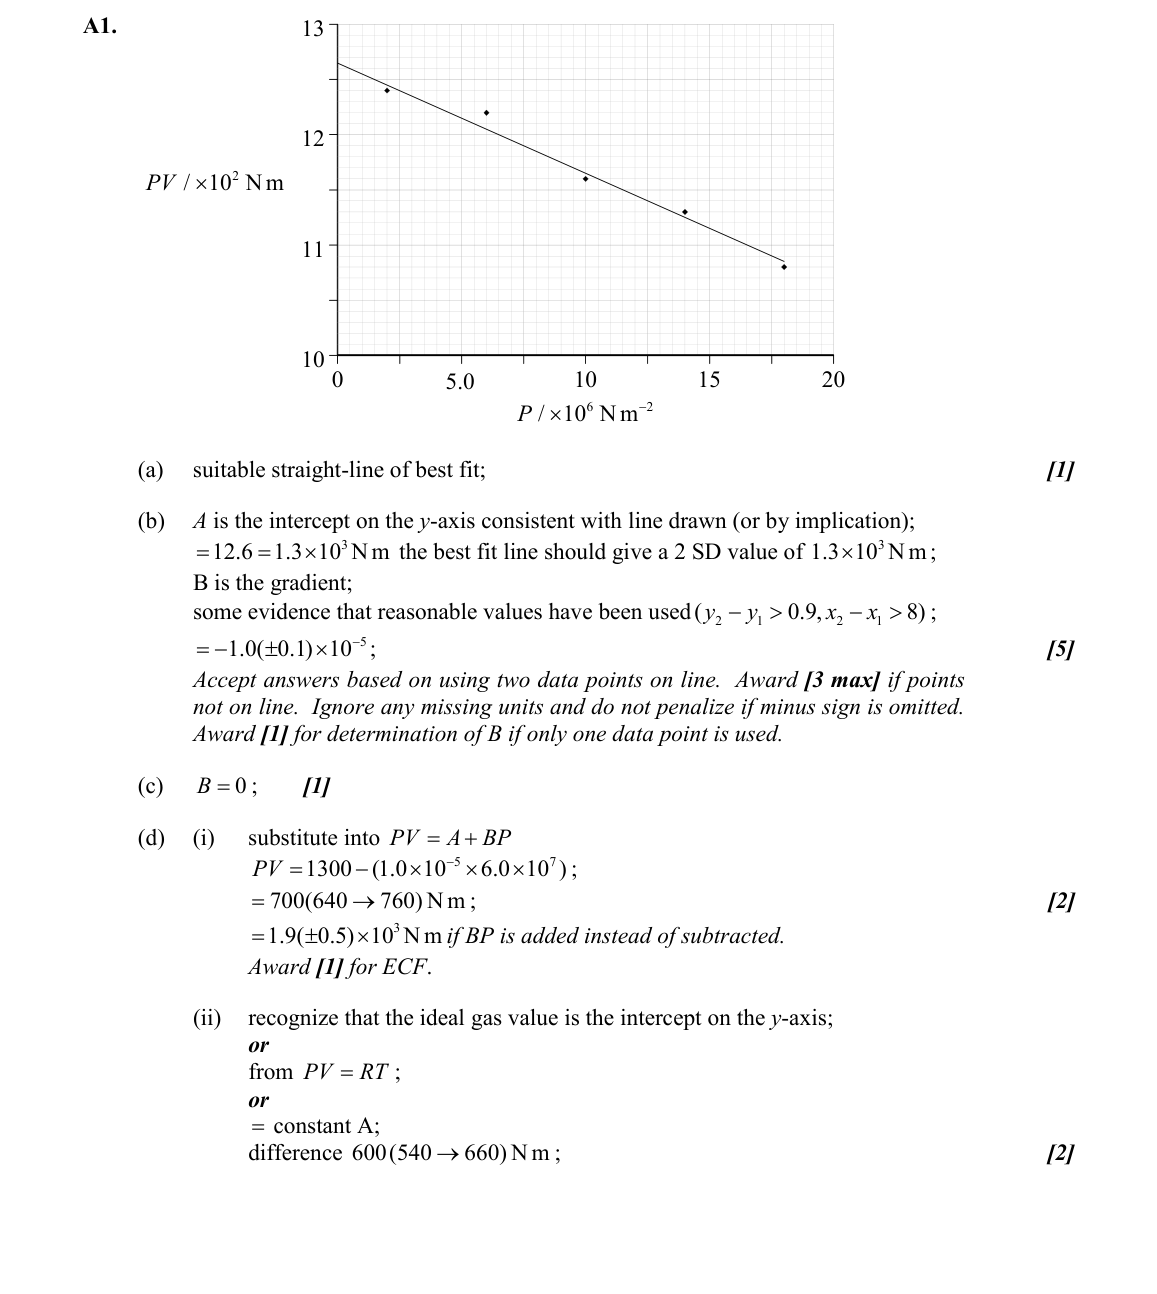 A1.
13
12
PV / ×10² N m
11
10
0 5.0 10 15 20
P / ×10⁶ N m⁻²
(a) suitable straight-line of best fit; [1]
(b) A is the intercept on the y-axis consistent with line drawn (or by implication);
= 12.6 = 1.3×10³ N m the best fit line should give a 2 SD value of 1.3×10³ N m ;
B is the gradient;
some evidence that reasonable values have been used (y₂ − y₁ > 0.9, x₂ − x₁ > 8) ;
= −1.0(±0.1)×10⁻⁵ ; [5]
Accept answers based on using two data points on line. Award [3 max] if points
not on line. Ignore any missing units and do not penalize if minus sign is omitted.
Award [1] for determination of B if only one data point is used.
(c) B = 0 ; [1]
(d) (i) substitute into PV = A + BP
PV = 1300 − (1.0×10⁻⁵ × 6.0×10⁷) ;
= 700(640 → 760) N m ; [2]
= 1.9(±0.5)×10³ N m if BP is added instead of subtracted.
Award [1] for ECF.
(ii) recognize that the ideal gas value is the intercept on the y-axis;
or
from PV = RT ;
or
= constant A;
difference 600(540 → 660) N m ; [2]